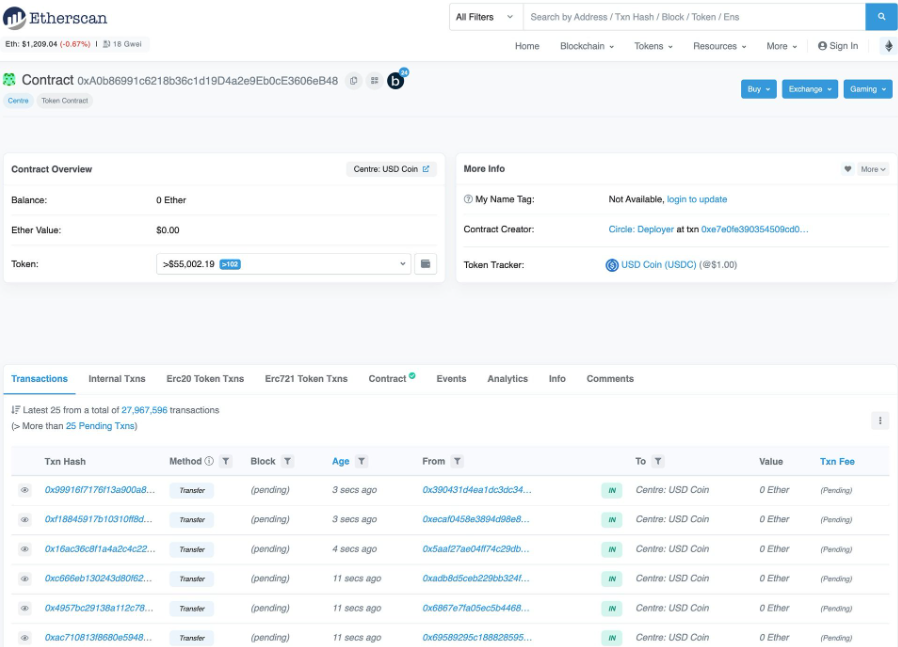 Etherscan
All Filters Search by Address / Txn Hash / Block / Token / Ens
Eth: $1,209.04 (-0.67%) | 18 Gwei
Home Blockchain Tokens Resources More Sign In
Contract 0xA0b86991c6218b36c1d19D4a2e9Eb0cE3606eB48
Centre Token Contract
Buy Exchange Gaming
Contract Overview Centre: USD Coin
Balance: 0 Ether
Ether Value: $0.00
Token: >$55,002.19 >102
More Info More
My Name Tag: Not Available, login to update
Contract Creator: Circle: Deployer at txn 0xe7e0fe390354509cd0...
Token Tracker: USD Coin (USDC) (@$1.00)
Transactions Internal Txns Erc20 Token Txns Erc721 Token Txns Contract Events Analytics Info Comments
Latest 25 from a total of 27,967,596 transactions
(> More than 25 Pending Txns)
Txn Hash Method Block Age From To Value Txn Fee
0x99916f7176f13a900a8... Transfer (pending) 3 secs ago 0x390431d4ea1dc3dc34... IN Centre: USD Coin 0 Ether (Pending)
0xf18845917b10310ff8d... Transfer (pending) 3 secs ago 0xecaf0458e3894d98e8... IN Centre: USD Coin 0 Ether (Pending)
0x16ac36c8f1a4a2c4c22... Transfer (pending) 4 secs ago 0x5aaf27ae04ff74c29db... IN Centre: USD Coin 0 Ether (Pending)
0xc666eb130243d80f62... Transfer (pending) 11 secs ago 0xadb8d5ceb229bb324f... IN Centre: USD Coin 0 Ether (Pending)
0x4957bc29138a112c78... Transfer (pending) 11 secs ago 0x6867e7fa05ec5b4468... IN Centre: USD Coin 0 Ether (Pending)
0xac710813f8680e5948... Transfer (pending) 11 secs ago 0x69589295c188828595... IN Centre: USD Coin 0 Ether (Pending)